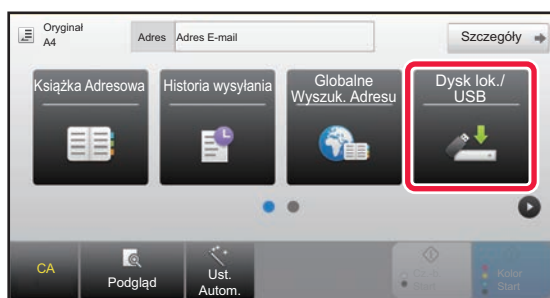 Oryginał
A4
Adres
Adres E-mail
Szczegóły
Książka Adresowa
Historia wysyłania
Globalne
Wyszuk. Adresu
Dysk lok./
USB
CA
Podgląd
Ust.
Autom.
Kolor
Start